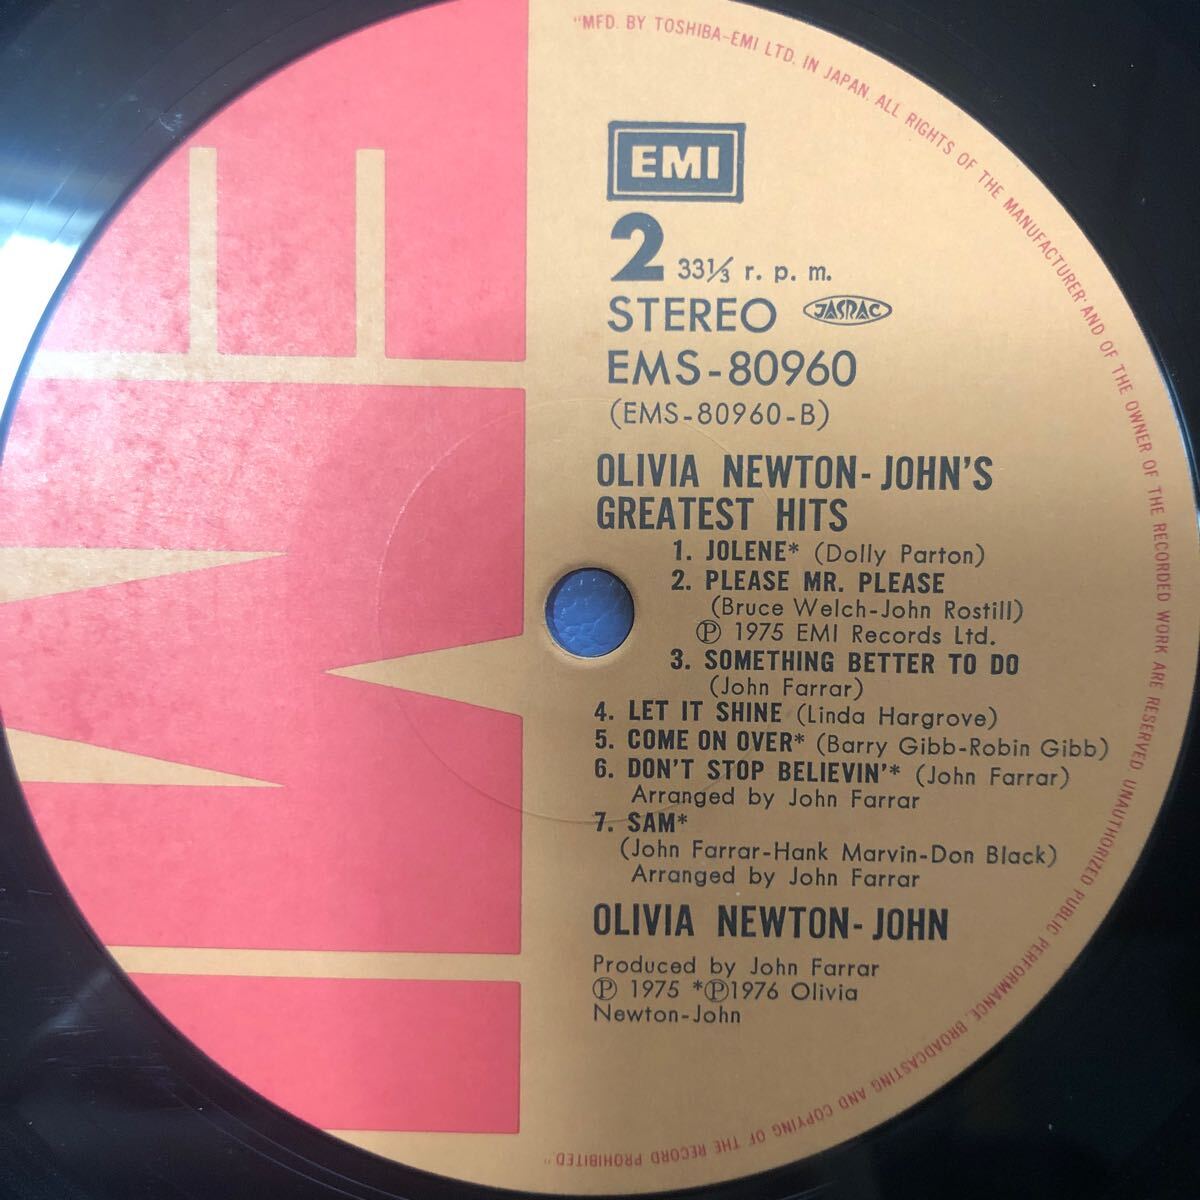 "MFD. BY TOSHIBA-EMI LTD. IN JAPAN. ALL RIGHTS OF THE MANUFACTURER AND OF THE OWNER OF THE RECORDED WORK ARE RESERVED. UNAUTHORIZED PUBLIC PERFORMANCE, BROADCASTING AND COPYING OF THE RECORD PROHIBITED"
EMI
2 33⅓ r. p. m.
STEREO JASRAC
EMS-80960
(EMS-80960-B)
OLIVIA NEWTON-JOHN'S
GREATEST HITS
1. JOLENE* (Dolly Parton)
2. PLEASE MR. PLEASE
(Bruce Welch-John Rostill)
Ⓟ 1975 EMI Records Ltd.
3. SOMETHING BETTER TO DO
(John Farrar)
4. LET IT SHINE (Linda Hargrove)
5. COME ON OVER* (Barry Gibb-Robin Gibb)
6. DON'T STOP BELIEVIN'* (John Farrar)
Arranged by John Farrar
7. SAM*
(John Farrar-Hank Marvin-Don Black)
Arranged by John Farrar
OLIVIA NEWTON-JOHN
Produced by John Farrar
Ⓟ 1975 *Ⓟ1976 Olivia
Newton-John